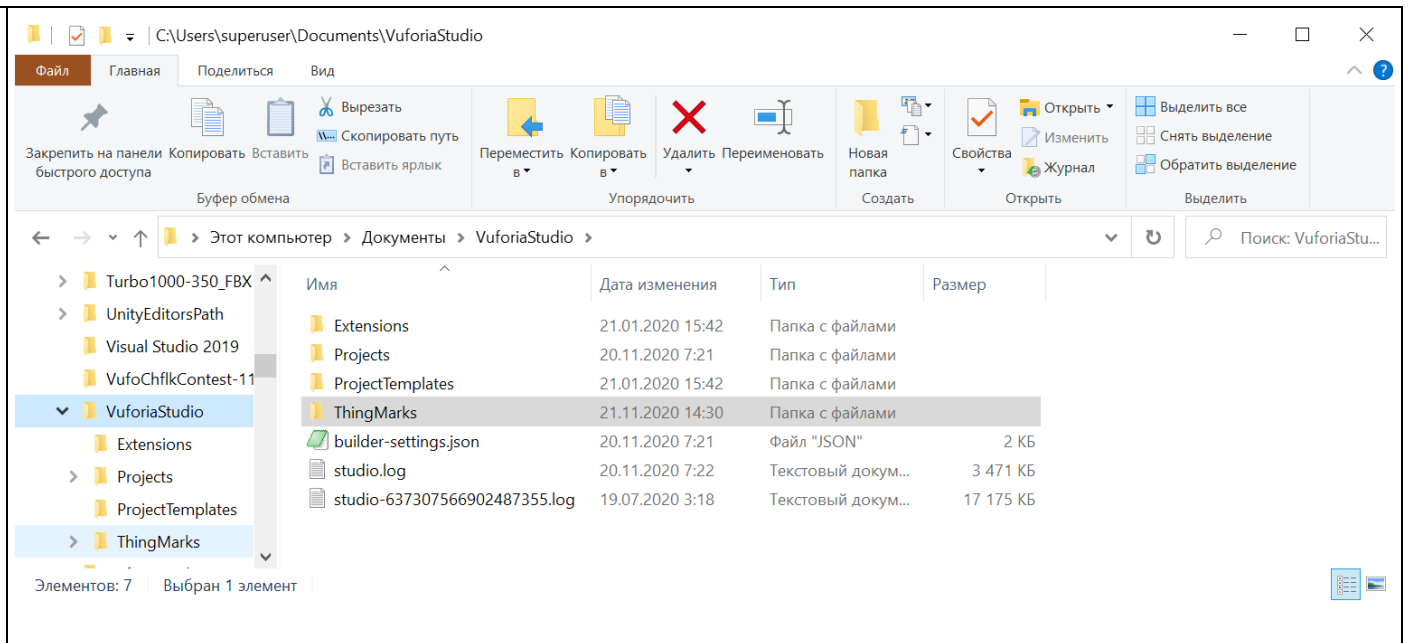 C:\Users\superuser\Documents\VuforiaStudio
Файл Главная Поделиться Вид
Закрепить на панели быстрого доступа
Копировать
Вставить
Вырезать
Скопировать путь
Вставить ярлык
Буфер обмена
Переместить в
Копировать в
Удалить
Переименовать
Упорядочить
Новая папка
Создать
Свойства
Открыть
Изменить
Журнал
Открыть
Выделить все
Снять выделение
Обратить выделение
Выделить
Этот компьютер > Документы > VuforiaStudio >
Поиск: VuforiaStu...
Turbo1000-350_FBX
UnityEditorsPath
Visual Studio 2019
VufoChflkContest-11
VuforiaStudio
Extensions
Projects
ProjectTemplates
ThingMarks
Имя Дата изменения Тип Размер
Extensions 21.01.2020 15:42 Папка с файлами
Projects 20.11.2020 7:21 Папка с файлами
ProjectTemplates 21.01.2020 15:42 Папка с файлами
ThingMarks 21.11.2020 14:30 Папка с файлами
builder-settings.json 20.11.2020 7:21 Файл "JSON" 2 КБ
studio.log 20.11.2020 7:22 Текстовый докум... 3 471 КБ
studio-637307566902487355.log 19.07.2020 3:18 Текстовый докум... 17 175 КБ
Элементов: 7 Выбран 1 элемент